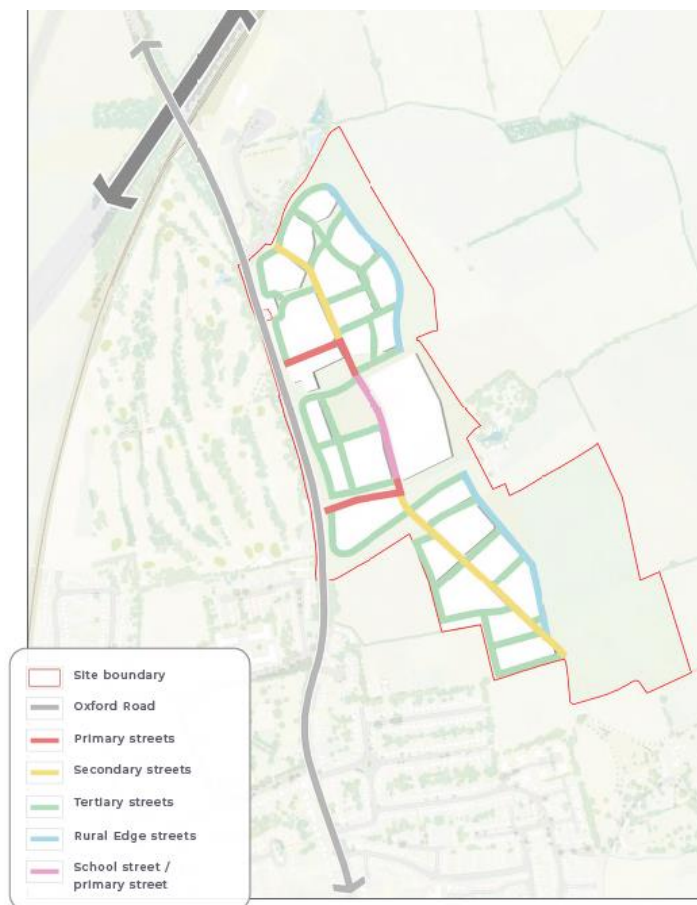 Site boundary
Oxford Road
Primary streets
Secondary streets
Tertiary streets
Rural Edge streets
School street /
primary street